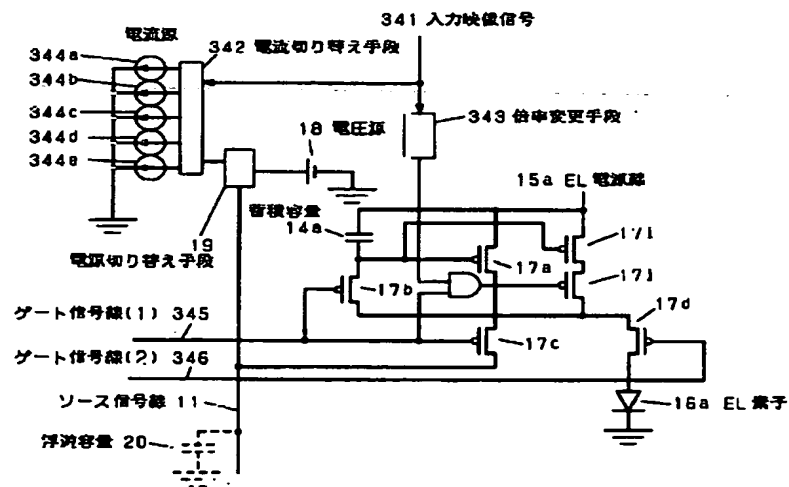 341 入力映像信号
電流源
344a
342 電流切り替え手段
344b
344c
344d
344e
343 倍率変更手段
18 電圧源
15a EL 電源線
蓄積容量
14a
19
電源切り替え手段
17i
17a
17j
17b
17d
ゲート信号線(1) 345
17c
ゲート信号線(2) 346
ソース信号線 11
16a EL 素子
浮遊容量 20